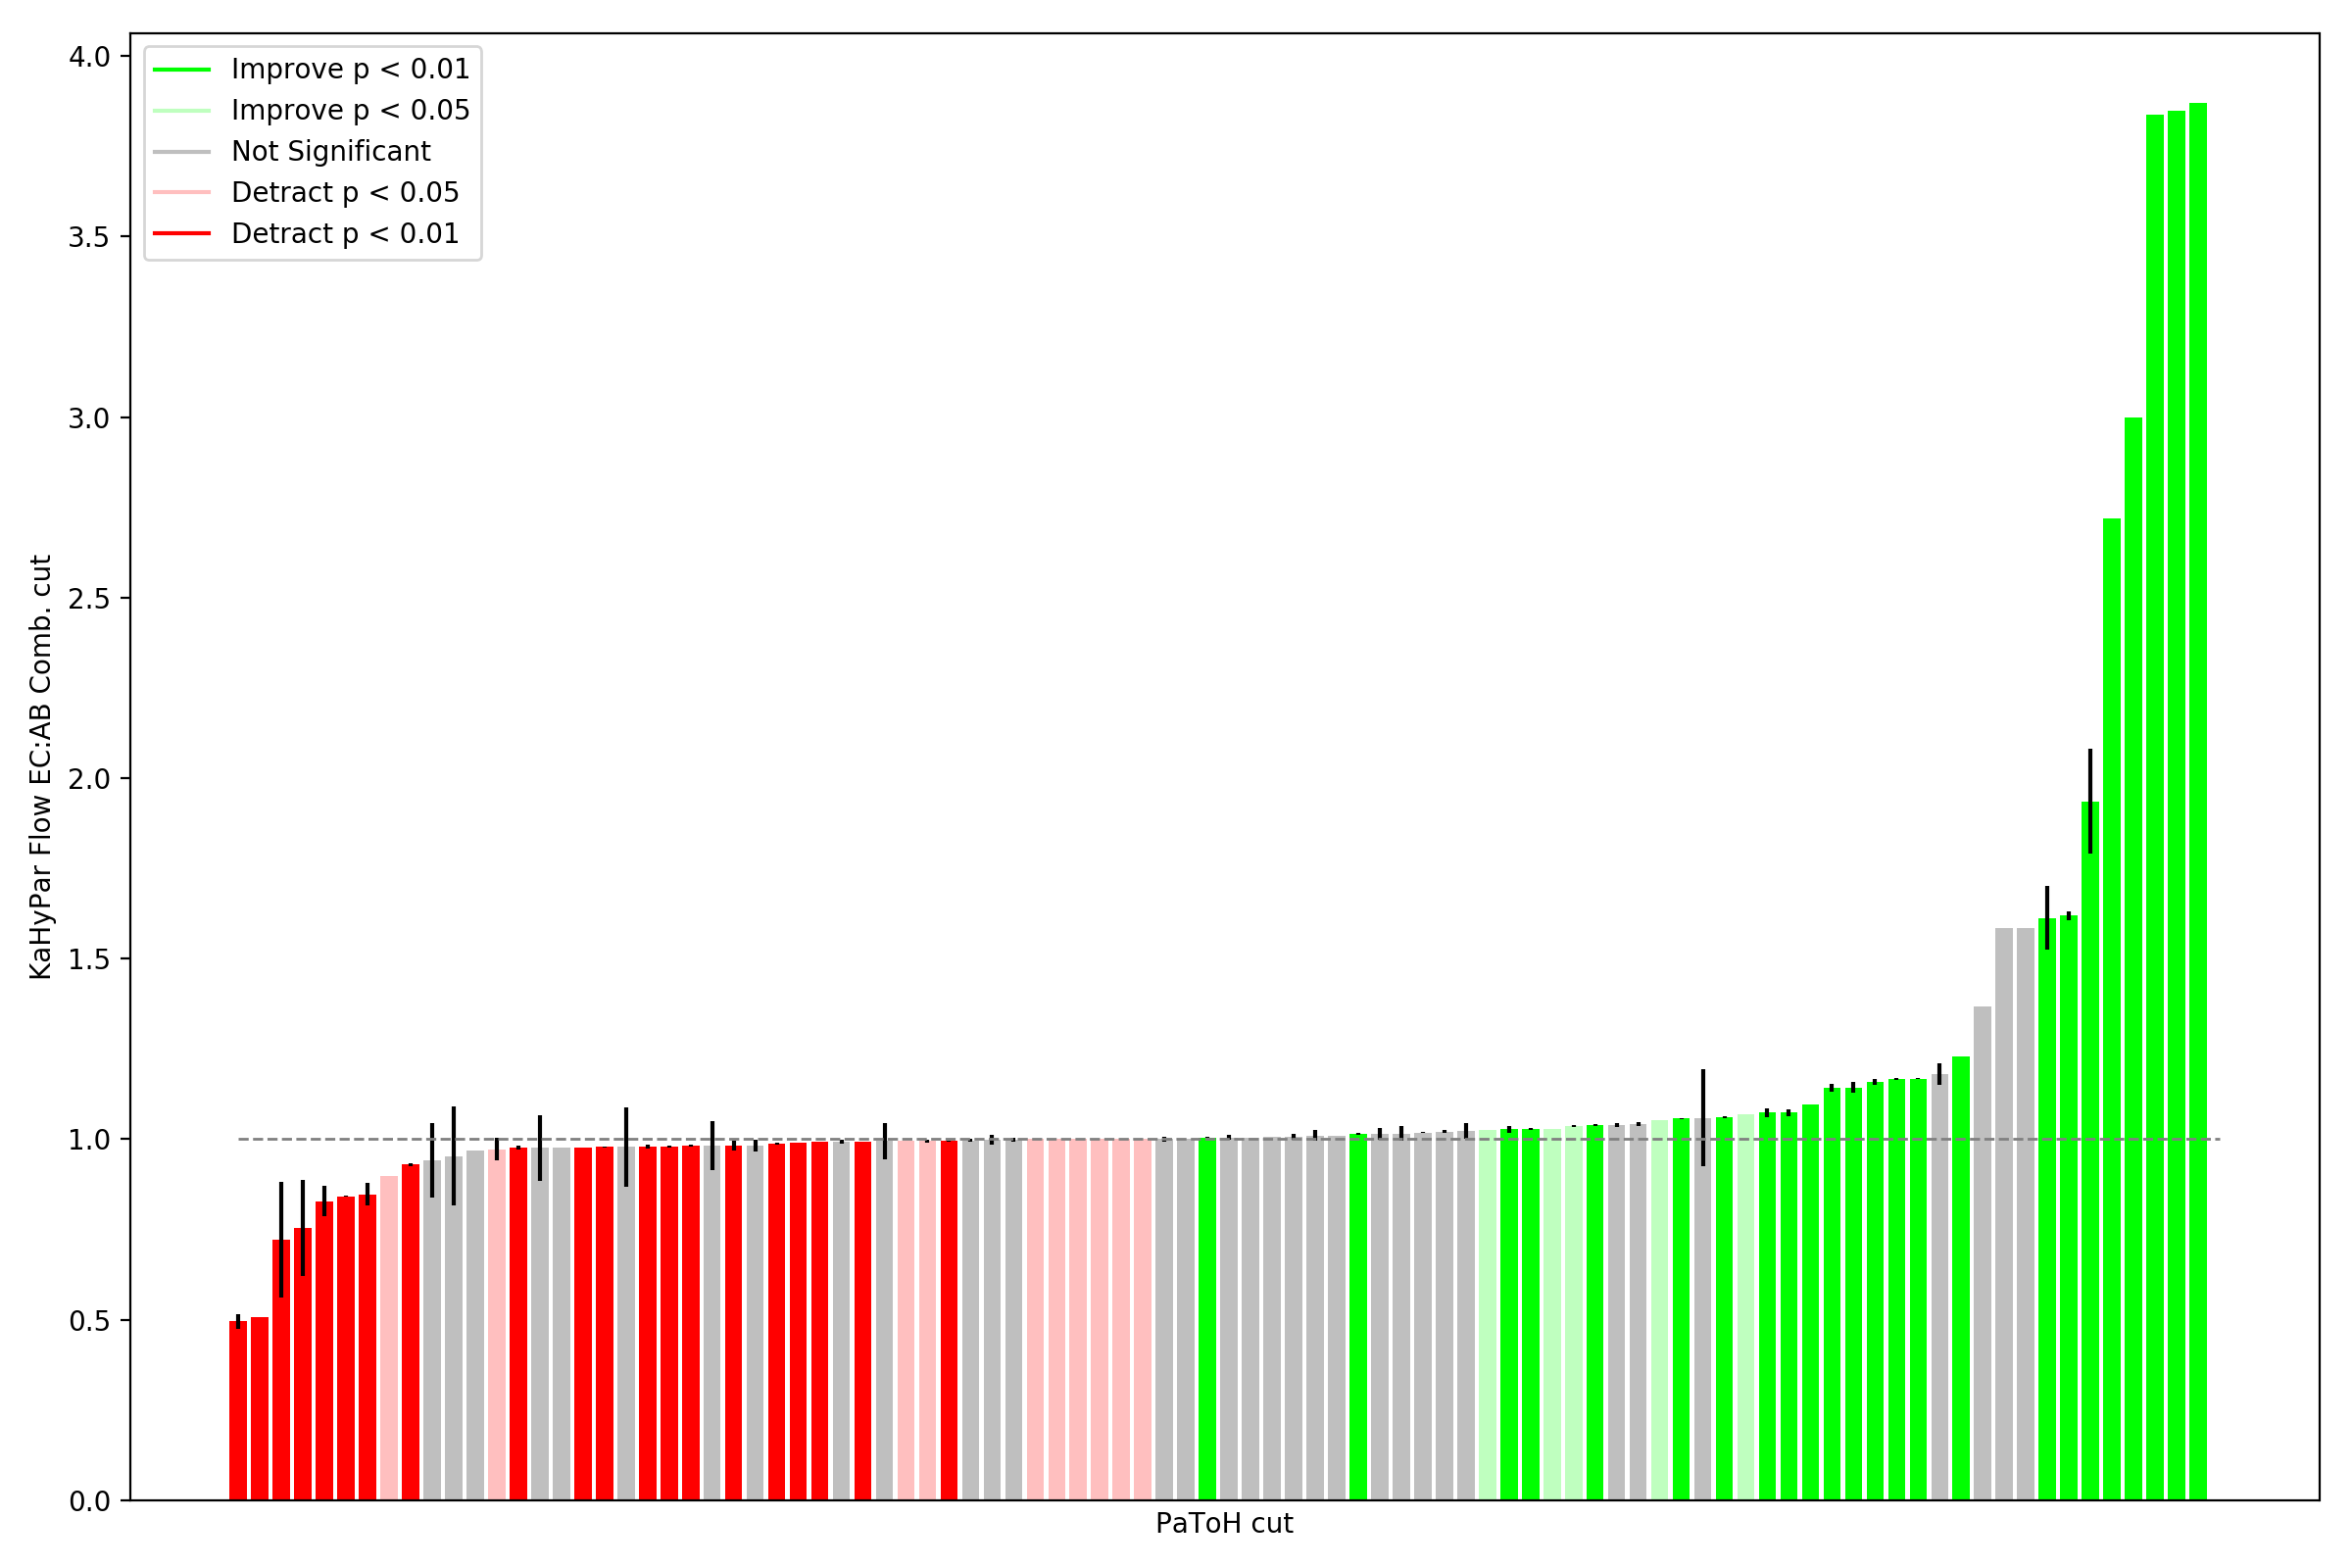 4.0
3.5
3.0
2.5
2.0
1.5
1.0
0.5
0.0
Improve p < 0.01
Improve p < 0.05
Not Significant
Detract p < 0.05
Detract p < 0.01
KaHyPar Flow EC:AB Comb. cut
PaToH cut